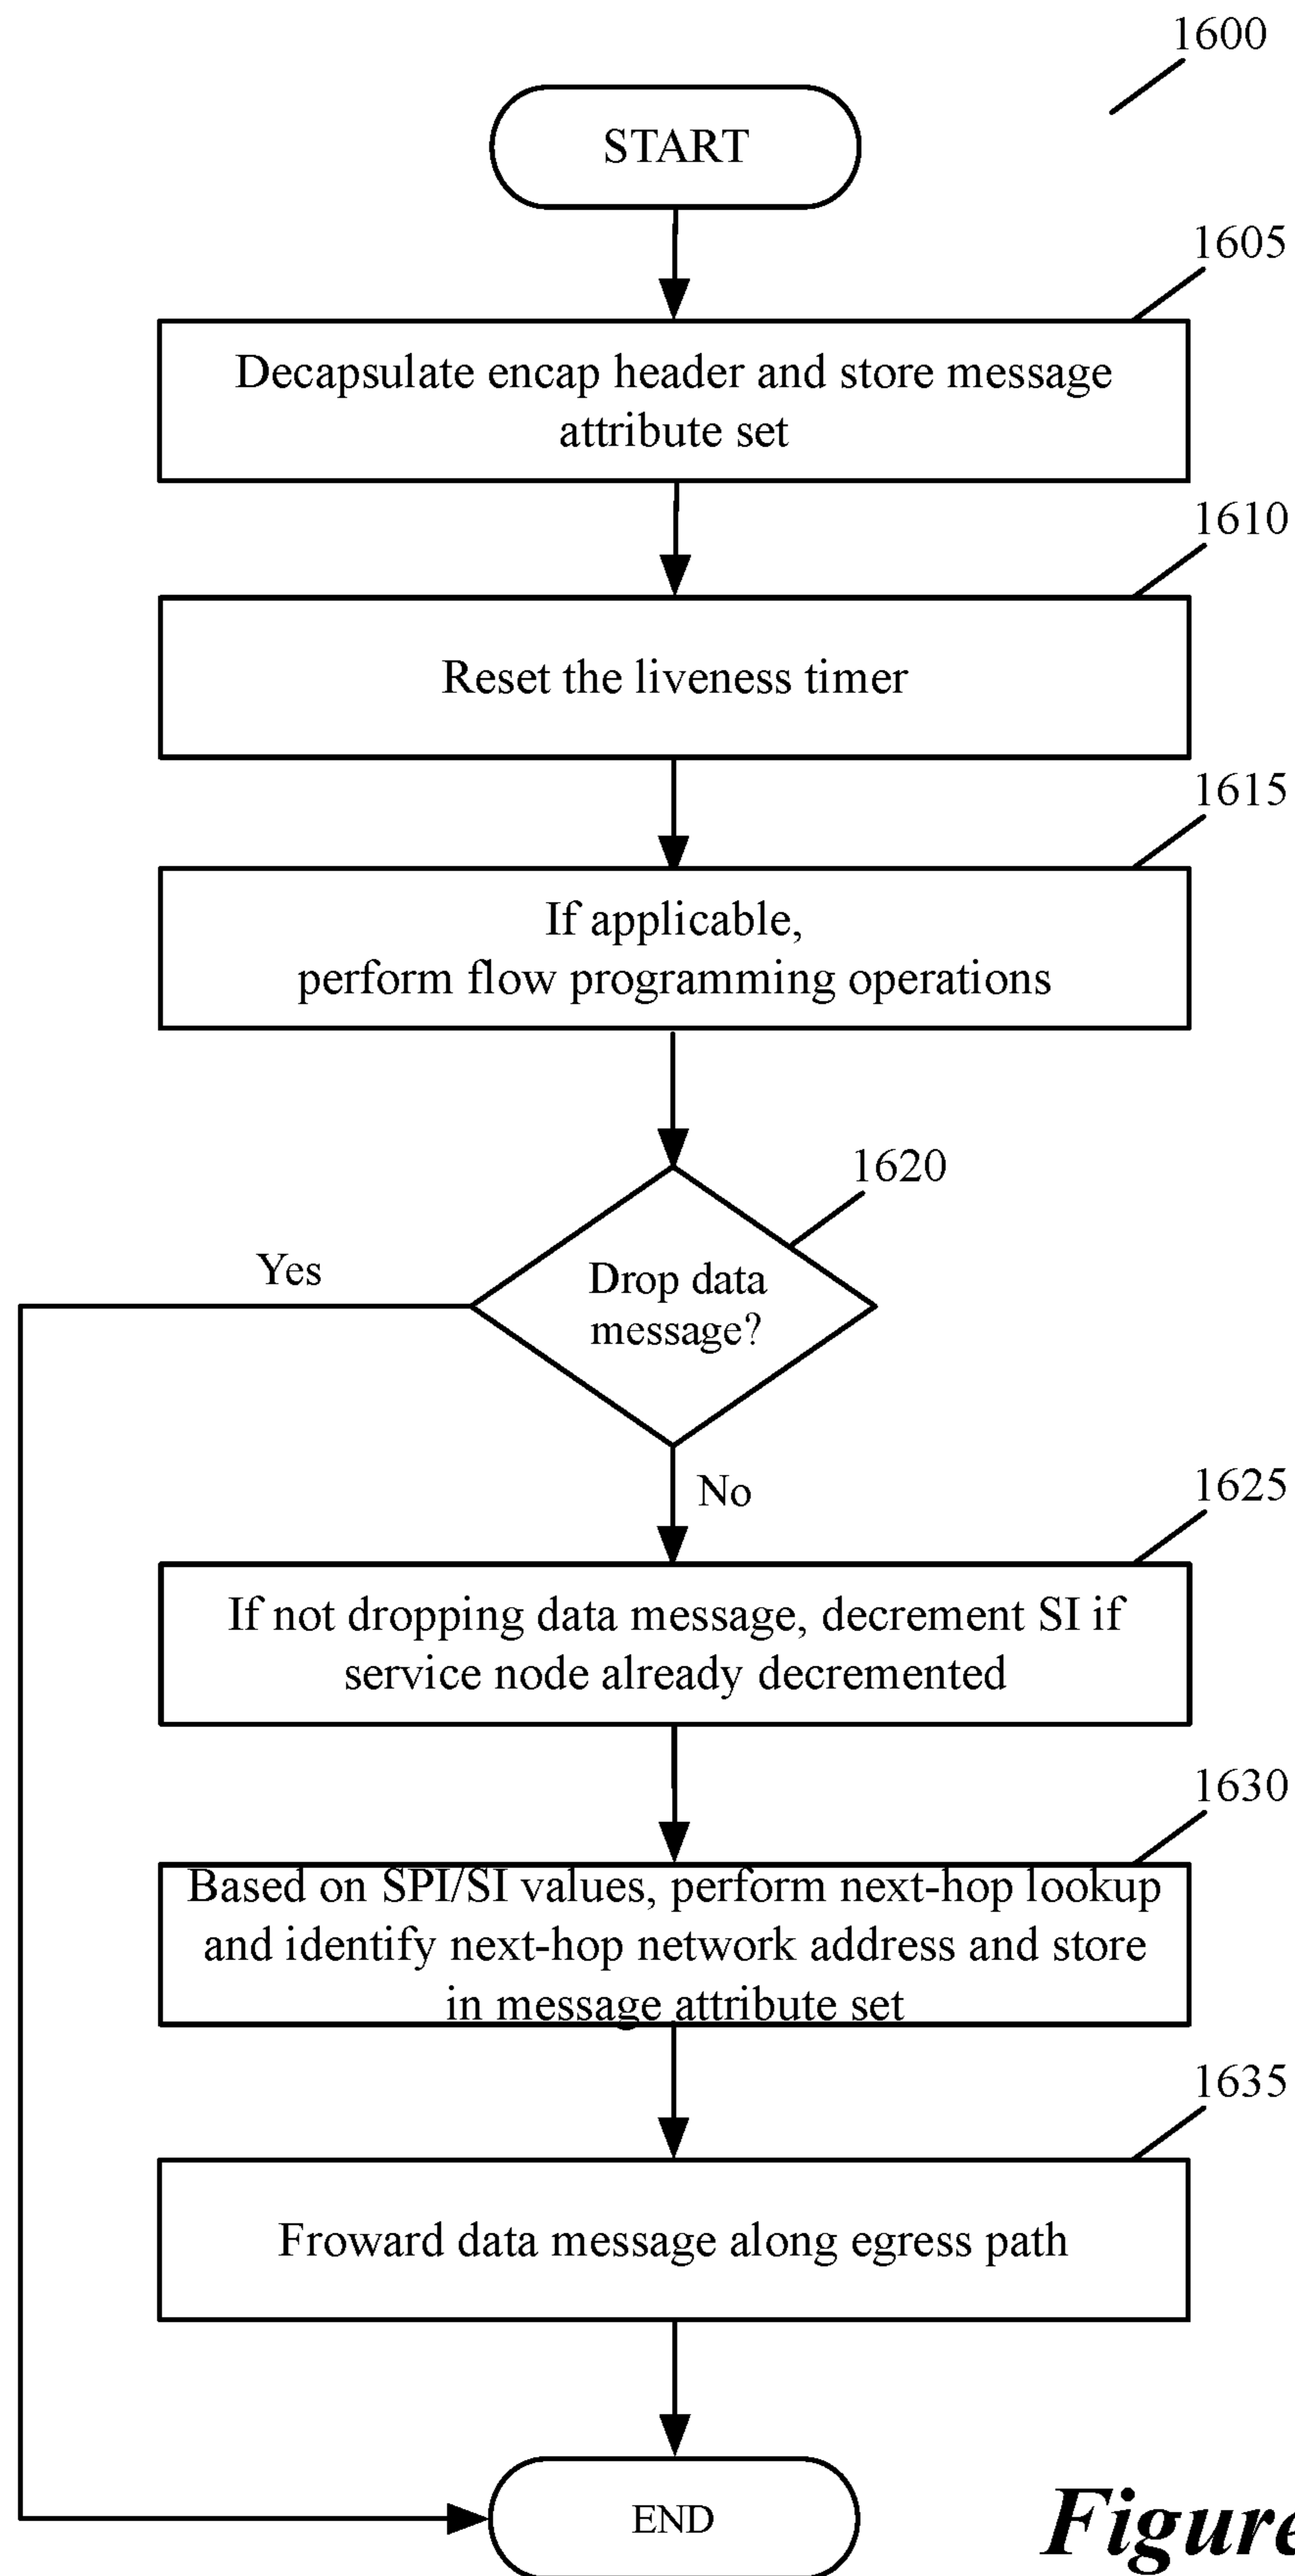 1600
START
1605
Decapsulate encap header and store message
attribute set
1610
Reset the liveness timer
1615
If applicable,
perform flow programming operations
1620
Drop data
message?
Yes
No
1625
If not dropping data message, decrement SI if
service node already decremented
1630
Based on SPI/SI values, perform next-hop lookup
and identify next-hop network address and store
in message attribute set
1635
Froward data message along egress path
END
Figure